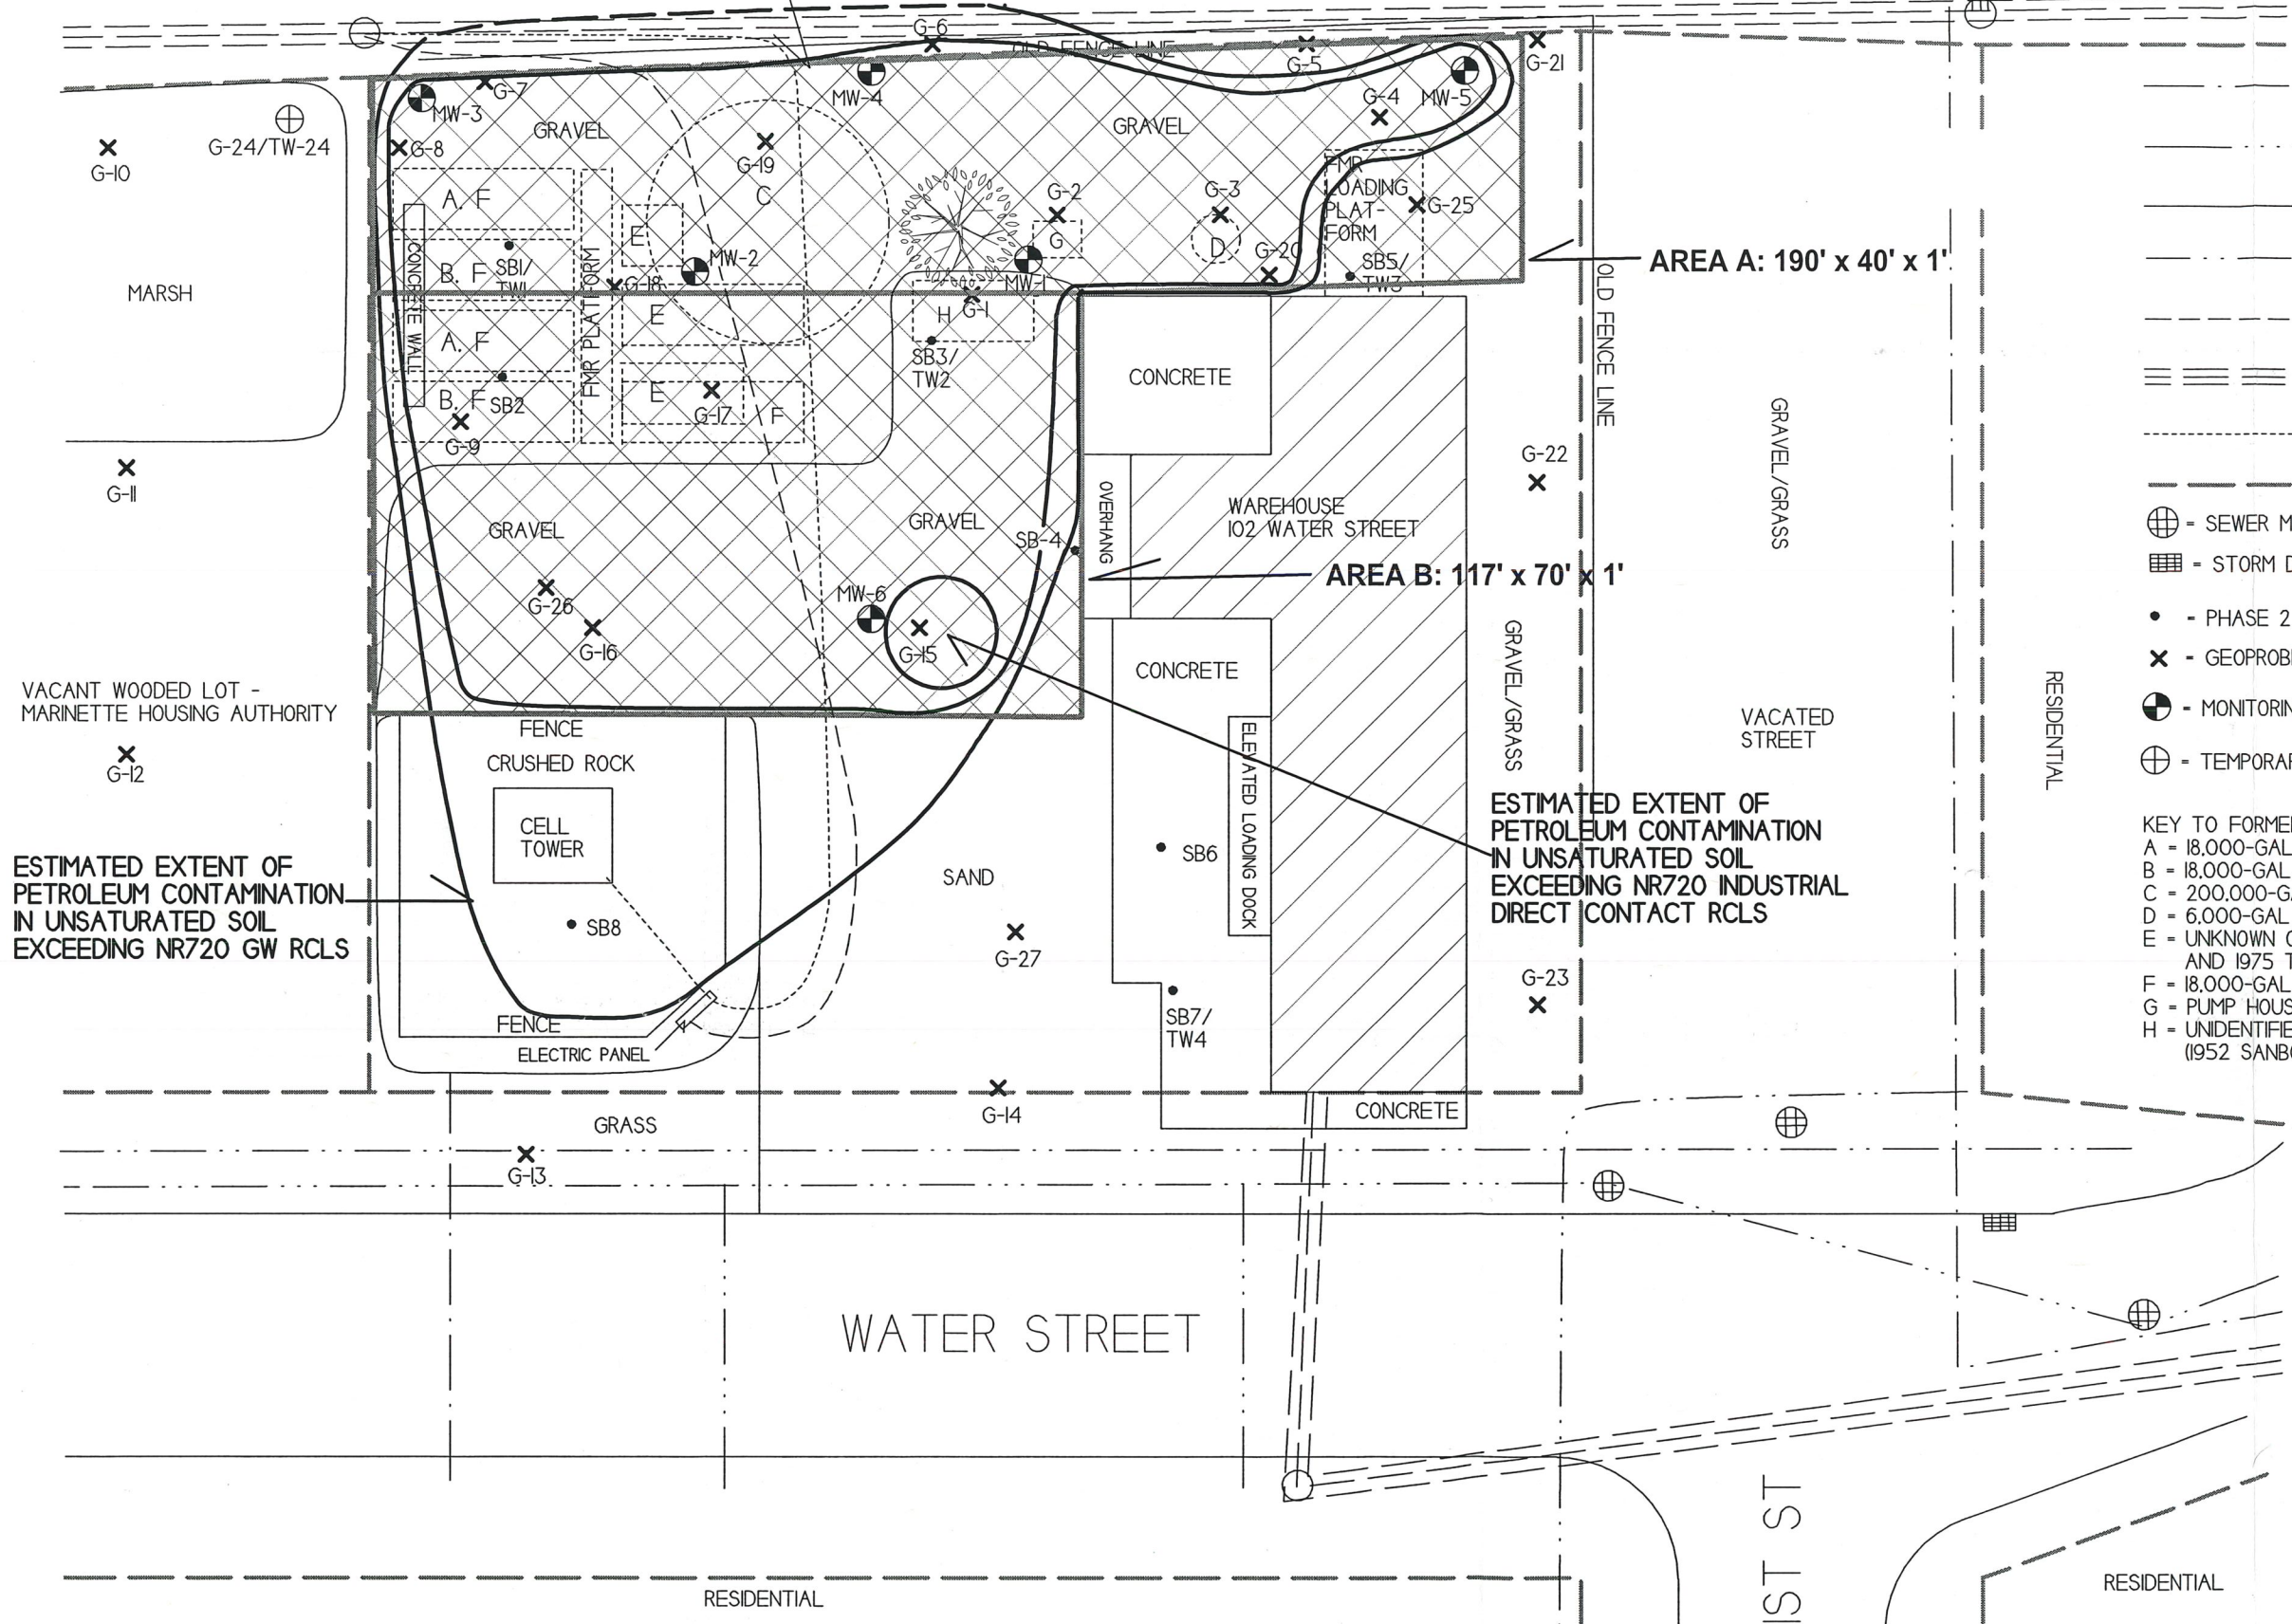 G-6
OLD FENCE LINE
G-5
G-21
G-7
MW-3
MW-4
G-4
MW-5
GRAVEL
GRAVEL
G-24/TW-24
G-8
G-10
G-19
C
FMR
LOADING
PLAT-
FORM
A. F
G-2
G-3
G-25
E
G
D
G-20
AREA A: 190' x 40' x 1'
CONCRETE WALL
B. F
SB1/
TW1
FMR PLATFORM
G-18
MW-2
MW-1
SB5/
TW3
OLD FENCE LINE
MARSH
E
H
G-1
A. F
SB3/
TW2
CONCRETE
B. F
SB2
E
G-17
F
G-9
GRAVEL/GRASS
G-11
G-22
OVERHANG
WAREHOUSE
102 WATER STREET
GRAVEL
GRAVEL
SB-4
= SEWER M
= STORM D
AREA B: 117' x 70' x 1'
G-26
MW-6
G-16
G-15
= PHASE 2
= GEOPROB
GRAVEL/GRASS
CONCRETE
RESIDENTIAL
VACANT WOODED LOT -
MARINETTE HOUSING AUTHORITY
= MONITORIN
FENCE
CRUSHED ROCK
ELEVATED LOADING DOCK
VACATED
STREET
G-12
= TEMPORAR
CELL
TOWER
ESTIMATED EXTENT OF
PETROLEUM CONTAMINATION
IN UNSATURATED SOIL
EXCEEDING NR720 INDUSTRIAL
DIRECT CONTACT RCLS
KEY TO FORME
A = 18,000-GAL
B = 18,000-GAL
C = 200,000-G
D = 6,000-GAL
E = UNKNOWN
AND 1975 T
F = 18,000-GAL
G = PUMP HOUS
H = UNIDENTIFIE
(1952 SANB
ESTIMATED EXTENT OF
PETROLEUM CONTAMINATION
IN UNSATURATED SOIL
EXCEEDING NR720 GW RCLS
SB6
SAND
SB8
G-27
G-23
SB7/
TW4
FENCE
ELECTRIC PANEL
G-14
CONCRETE
GRASS
G-13
WATER STREET
IST ST
RESIDENTIAL
RESIDENTIAL